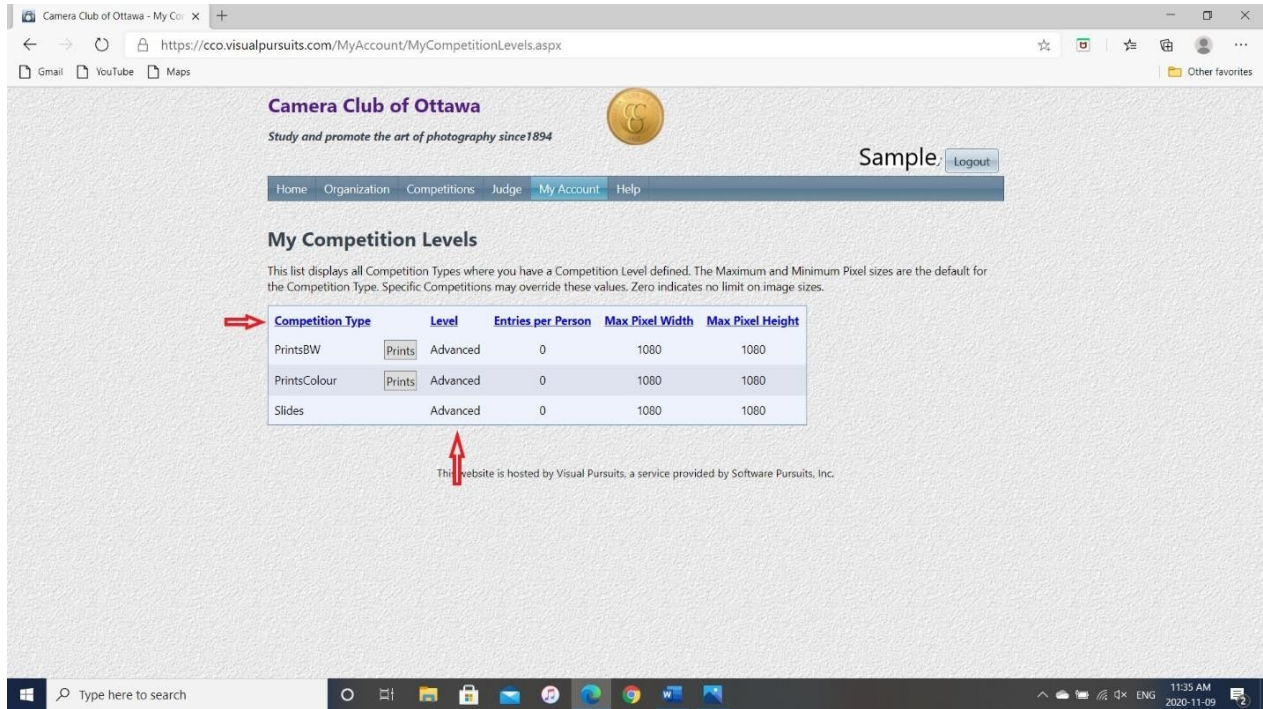 Camera Club of Ottawa - My Co
https://cco.visualpursuits.com/MyAccount/MyCompetitionLevels.aspx
Gmail YouTube Maps Other favorites
Camera Club of Ottawa
Study and promote the art of photography since1894
Sample Logout
Home Organization Competitions Judge My Account Help
My Competition Levels
This list displays all Competition Types where you have a Competition Level defined. The Maximum and Minimum Pixel sizes are the default for
the Competition Type. Specific Competitions may override these values. Zero indicates no limit on image sizes.
Competition Type Level Entries per Person Max Pixel Width Max Pixel Height
PrintsBW Prints Advanced 0 1080 1080
PrintsColour Prints Advanced 0 1080 1080
Slides Advanced 0 1080 1080
This website is hosted by Visual Pursuits, a service provided by Software Pursuits, Inc.
Type here to search ENG 11:35 AM
2020-11-09 2